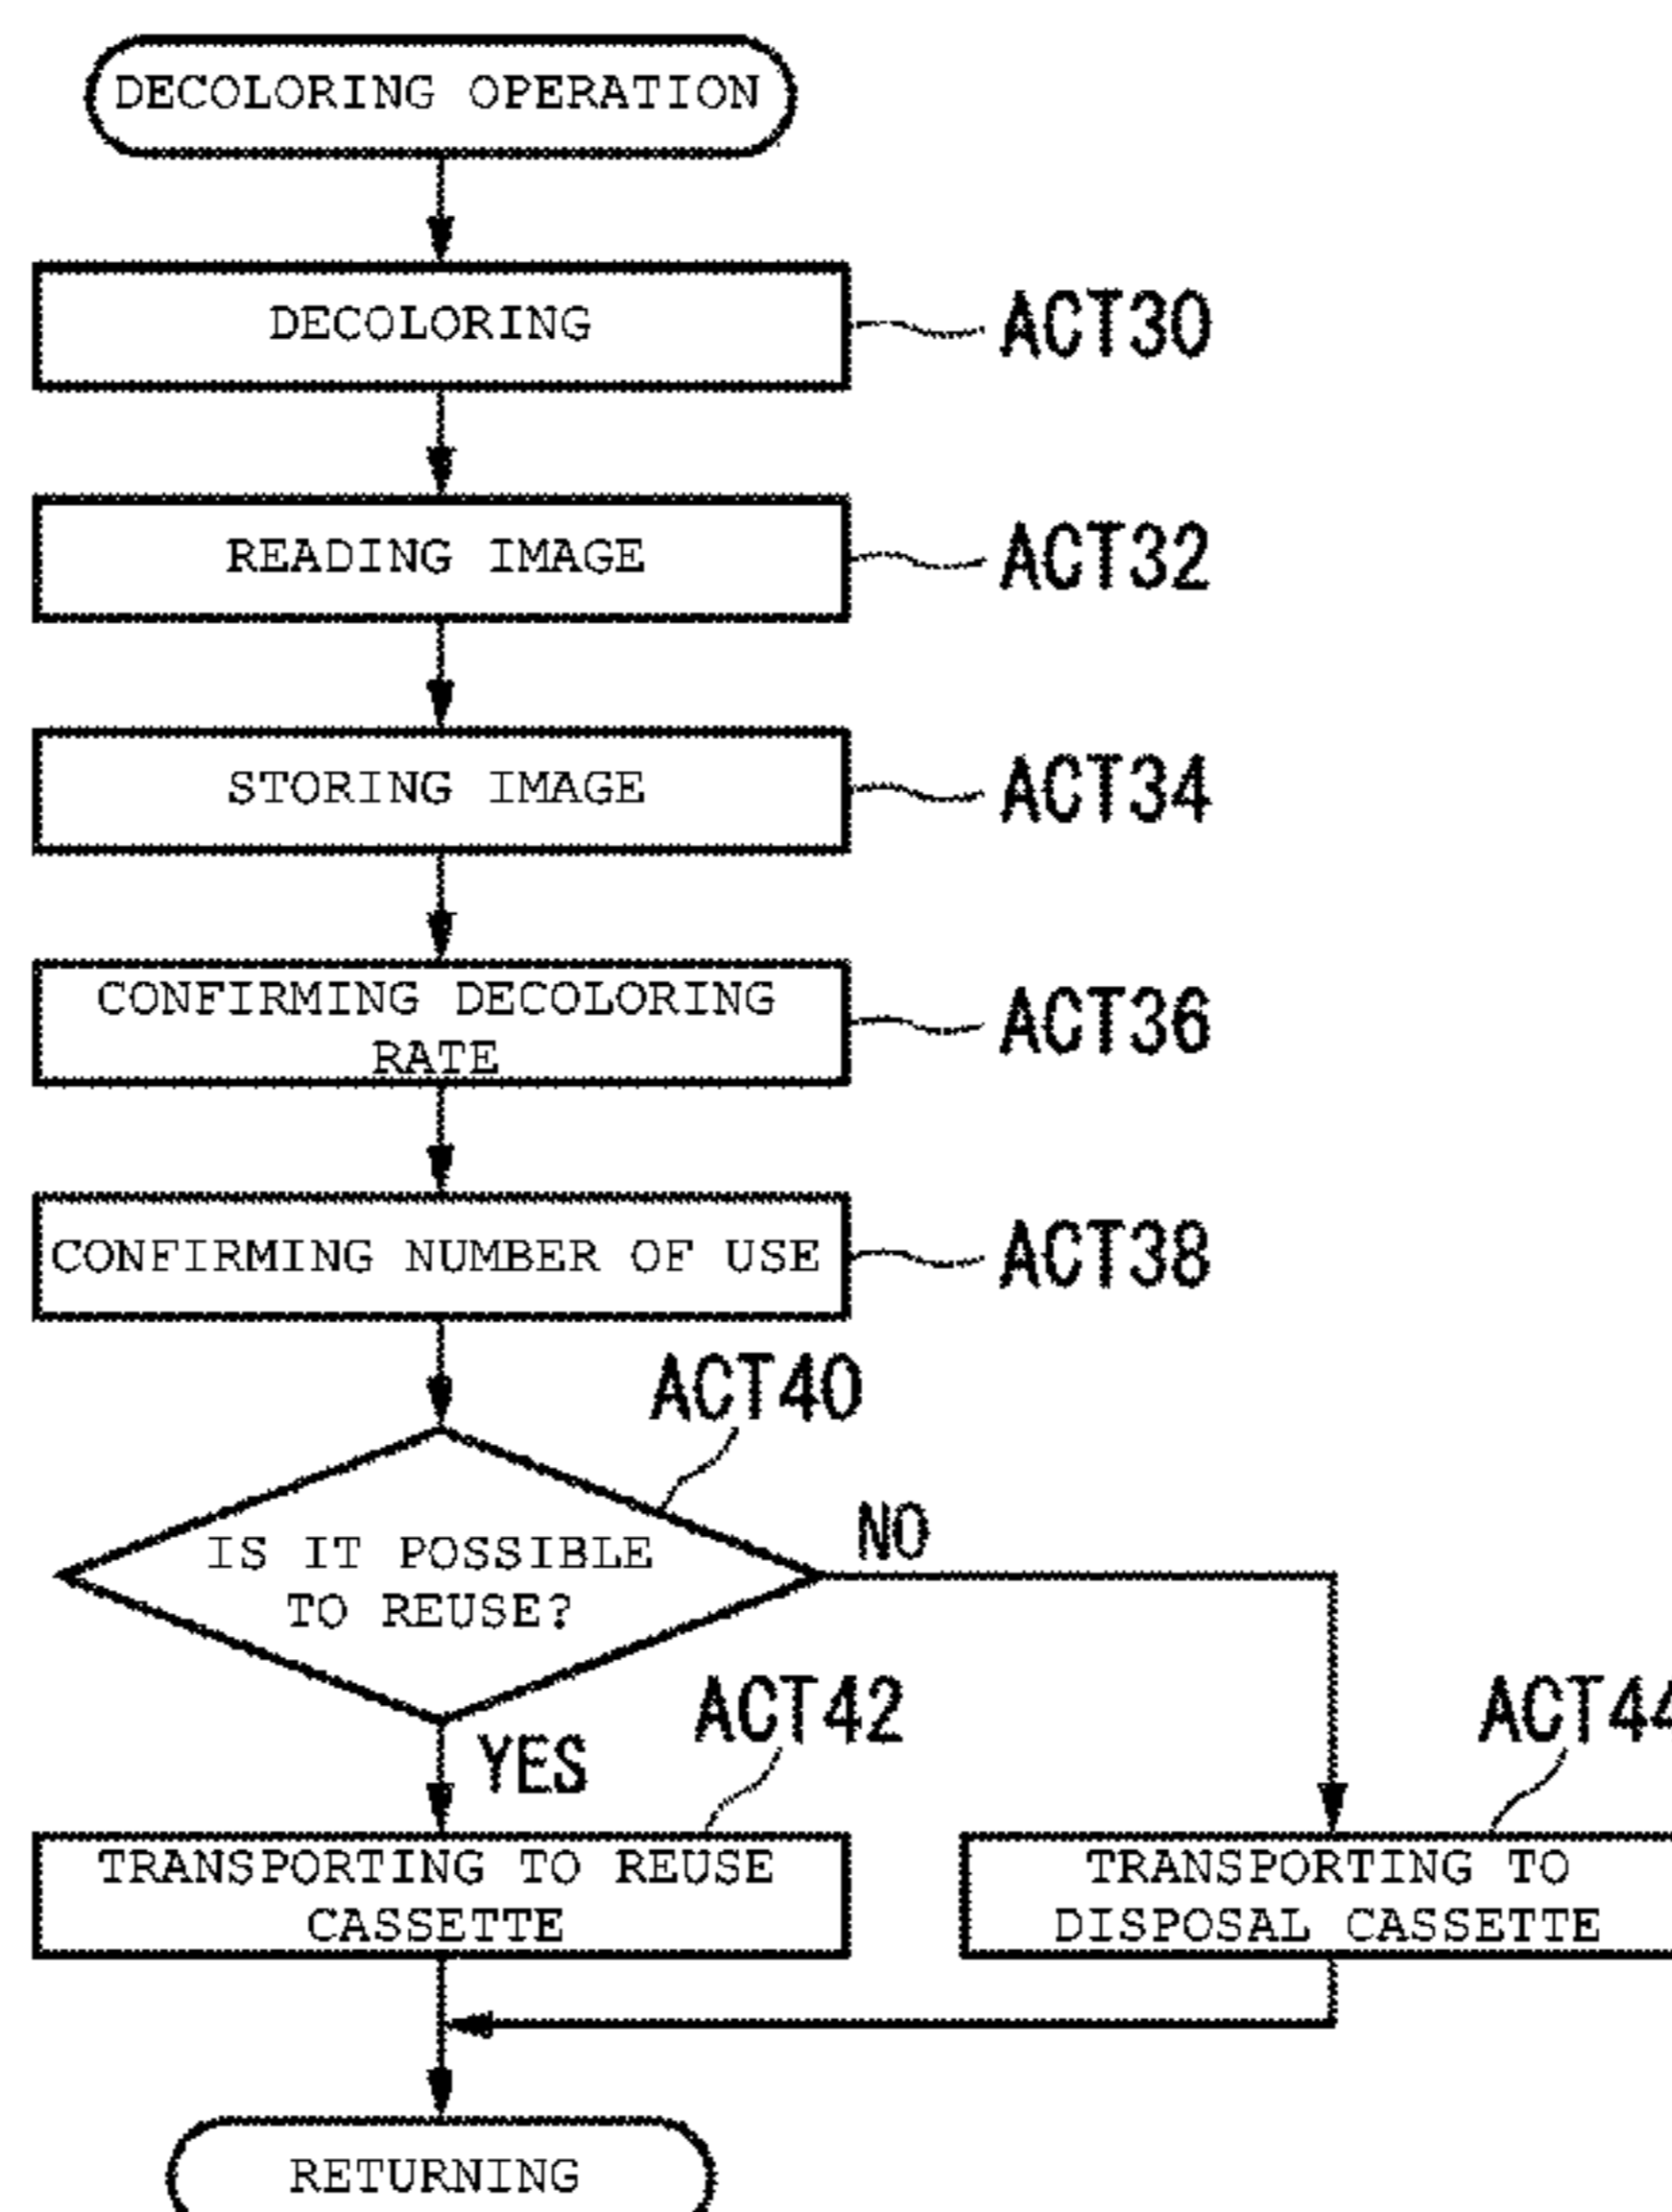 DECOLORING OPERATION
DECOLORING
ACT30
READING IMAGE
ACT32
STORING IMAGE
ACT34
CONFIRMING DECOLORING
RATE
ACT36
CONFIRMING NUMBER OF USE
ACT38
ACT40
IS IT POSSIBLE
TO REUSE?
NO
YES
ACT42
TRANSPORTING TO REUSE
CASSETTE
ACT44
TRANSPORTING TO
DISPOSAL CASSETTE
RETURNING